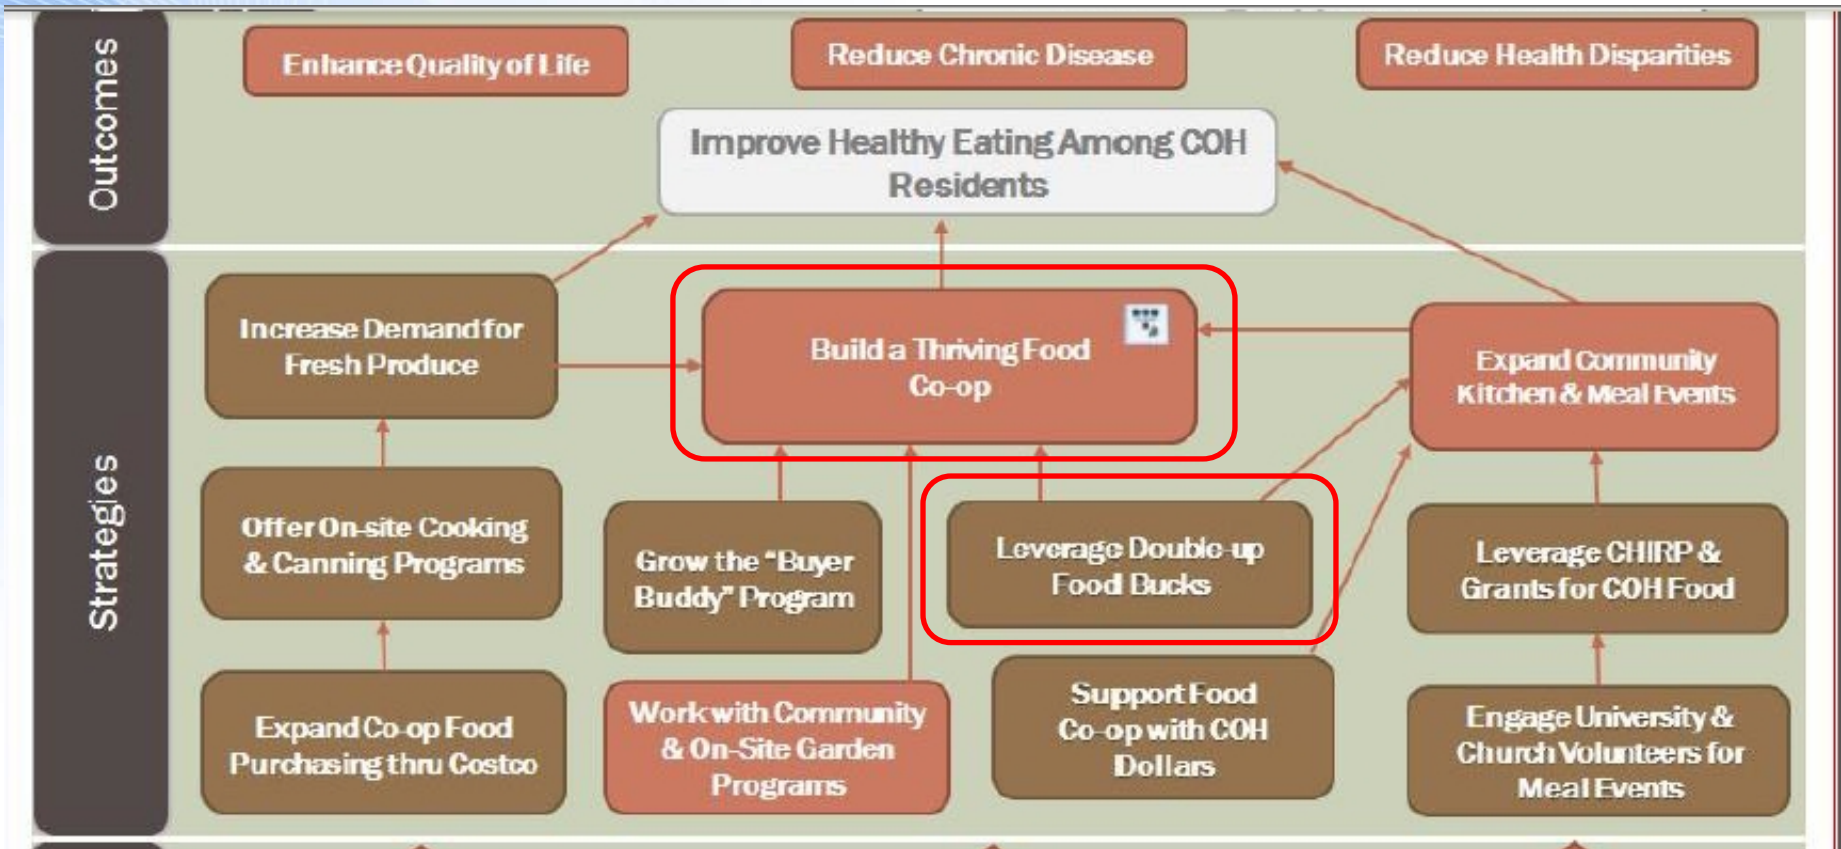 Outcomes
Enhance Quality of Life
Reduce Chronic Disease
Reduce Health Disparities
Improve Healthy Eating Among COH
Residents
Strategies
Increase Demand for
Fresh Produce
Build a Thriving Food
Co-op
Expand Community
Kitchen & Meal Events
Offer On-site Cooking
& Canning Programs
Grow the "Buyer
Buddy" Program
Leverage Double-up
Food Bucks
Leverage CHIRP &
Grants for COH Food
Expand Co-op Food
Purchasing thru Costco
Work with Community
& On-Site Garden
Programs
Support Food
Co-op with COH
Dollars
Engage University &
Church Volunteers for
Meal Events